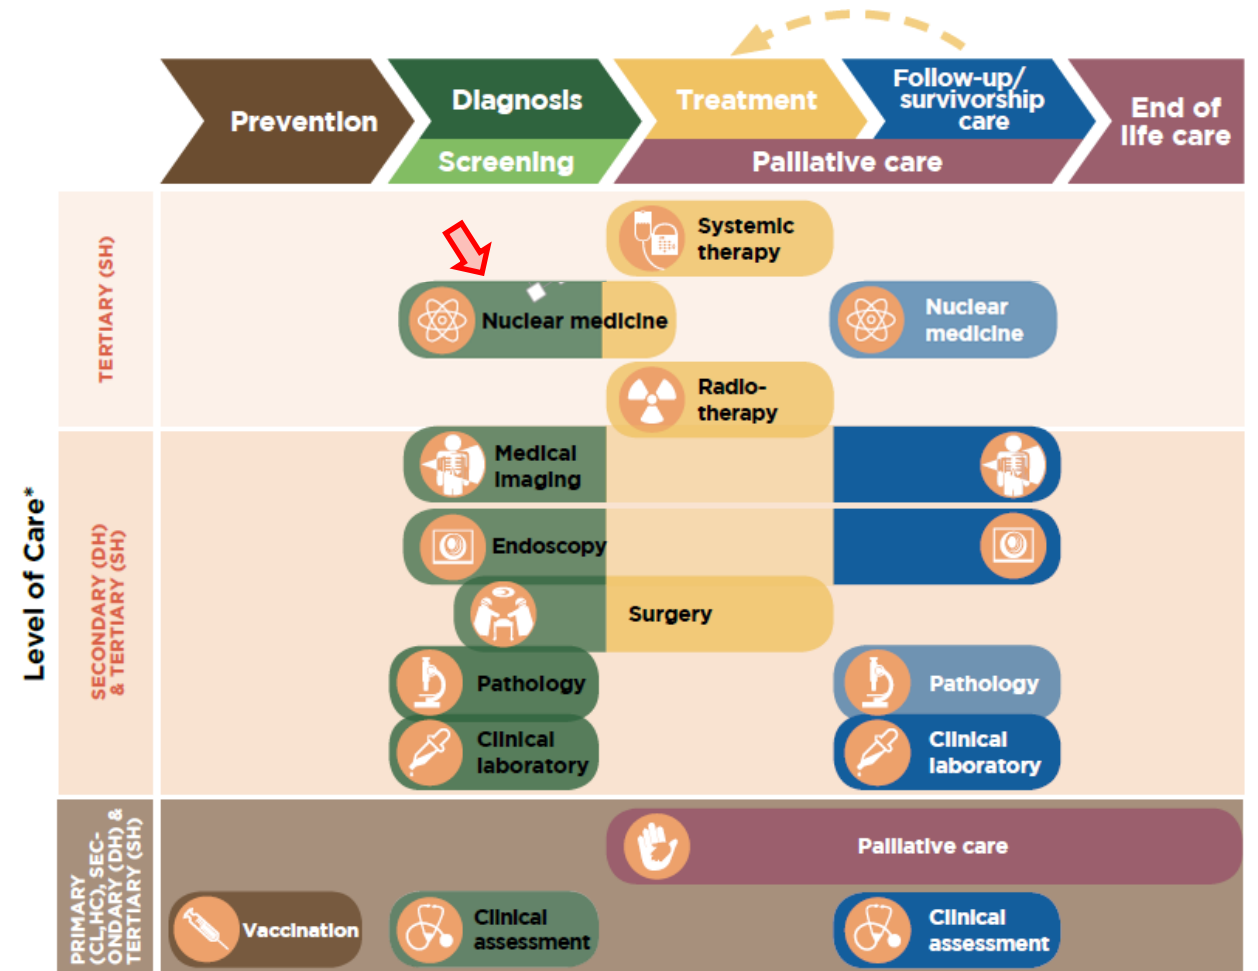 Prevention
Diagnosis
Screening
Treatment
Follow-up/
survivorship
care
Palliative care
End of
life care
Level of Care*
TERTIARY (SH)
Systemic
therapy
Nuclear medicine
Nuclear
medicine
Radio-
therapy
SECONDARY (DH)
& TERTIARY (SH)
Medical
imaging
Endoscopy
Surgery
Pathology
Pathology
Clinical
laboratory
Clinical
laboratory
PRIMARY
(CL,HC), SEC-
ONDARY (DH) &
TERTIARY (SH)
Palliative care
Vaccination
Clinical
assessment
Clinical
assessment